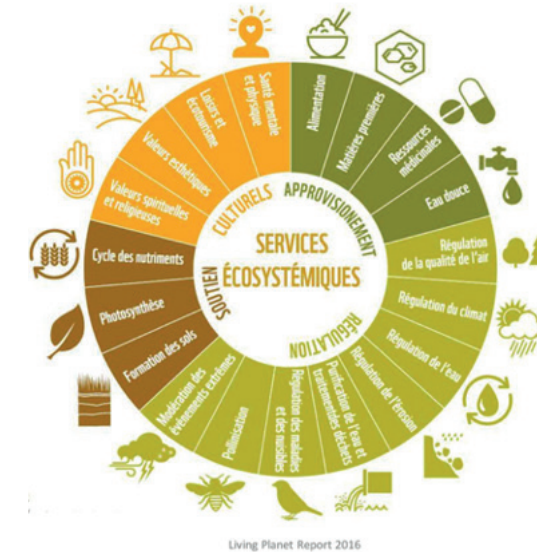 SERVICES
ÉCOSYSTÉMIQUES
APPROVISIONEMENT
Alimentation
Matières premières
Ressources
médicinales
Eau douce
RÉGULATION
Régulation
de la qualité de l'air
Régulation du climat
Régulation de l'eau
Régulation de l'érosion
Purification de l'eau et
trantementdes déchets
Régulation des maladies
et des nuisibles
Pollinisation
Modération des
évènements extrêmes
SOUTIEN
Formation des sols
Photosynthèse
Cycle des nutriments
CULTURELS
Valeurs spirituelles
et religieuses
Valeurs esthétiques
Loisirs et
écotourisme
Santé mentale
et physique
Living Planet Report 2016